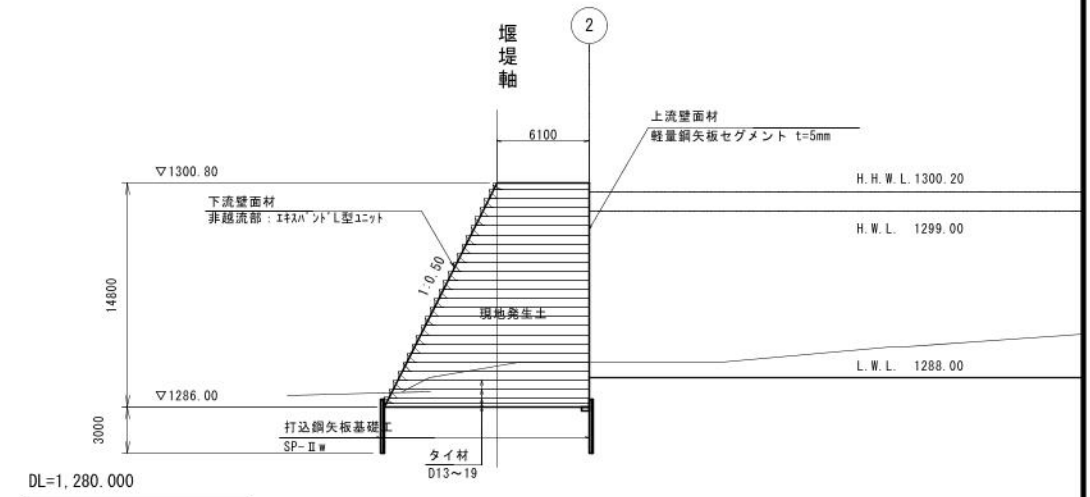 堰堤軸
2
6100
上流壁面材
軽量鋼矢板セグメント t=5mm
▽1300.80
H.H.W.L.1300.20
下流壁面材
非越流部：ｴｷｽﾊﾟﾝﾄﾞL型ﾕﾆｯﾄ
H.W.L. 1299.00
1:0.50
14800
現地発生土
L.W.L. 1288.00
▽1286.00
3000
打込鋼矢板基礎工
SP-Ⅱw
タイ材
D13～19
DL=1,280.000